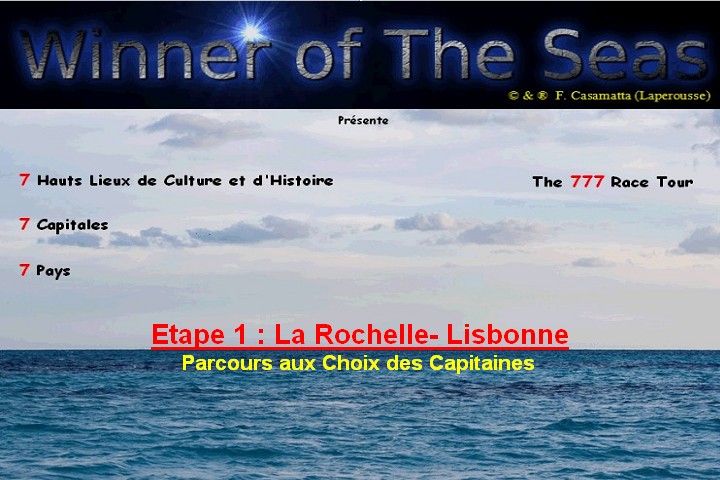 Winner of The Seas
© & ® F. Casamatta (Laperousse)
Présente
7 Hauts Lieux de Culture et d'Histoire
The 777 Race Tour
7 Capitales
7 Pays
Etape 1 : La Rochelle- Lisbonne
Parcours aux Choix des Capitaines